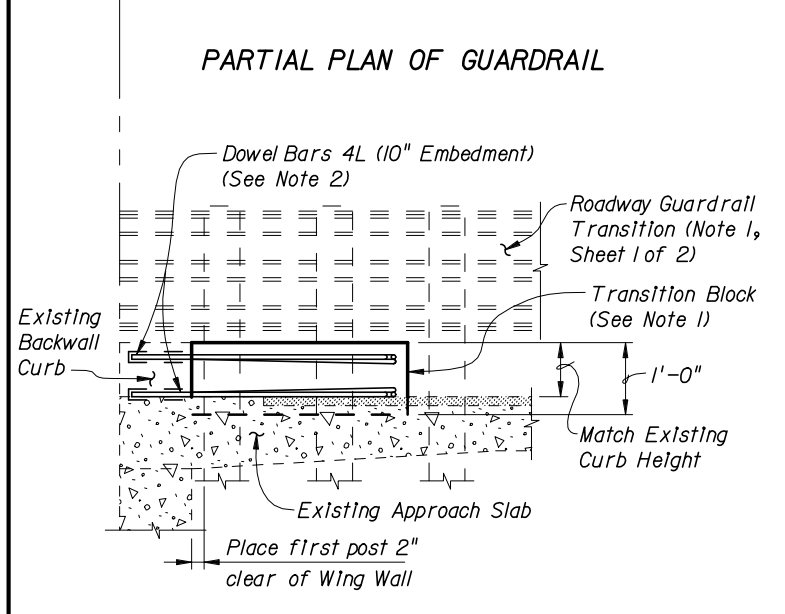 PARTIAL PLAN OF GUARDRAIL
Dowel Bars 4L (10" Embedment)
(See Note 2)
Roadway Guardrail
Transition (Note 1,
Sheet 1 of 2)
Transition Block
(See Note 1)
Existing
Backwall
Curb
1'-0"
Match Existing
Curb Height
Existing Approach Slab
Place first post 2"
clear of Wing Wall